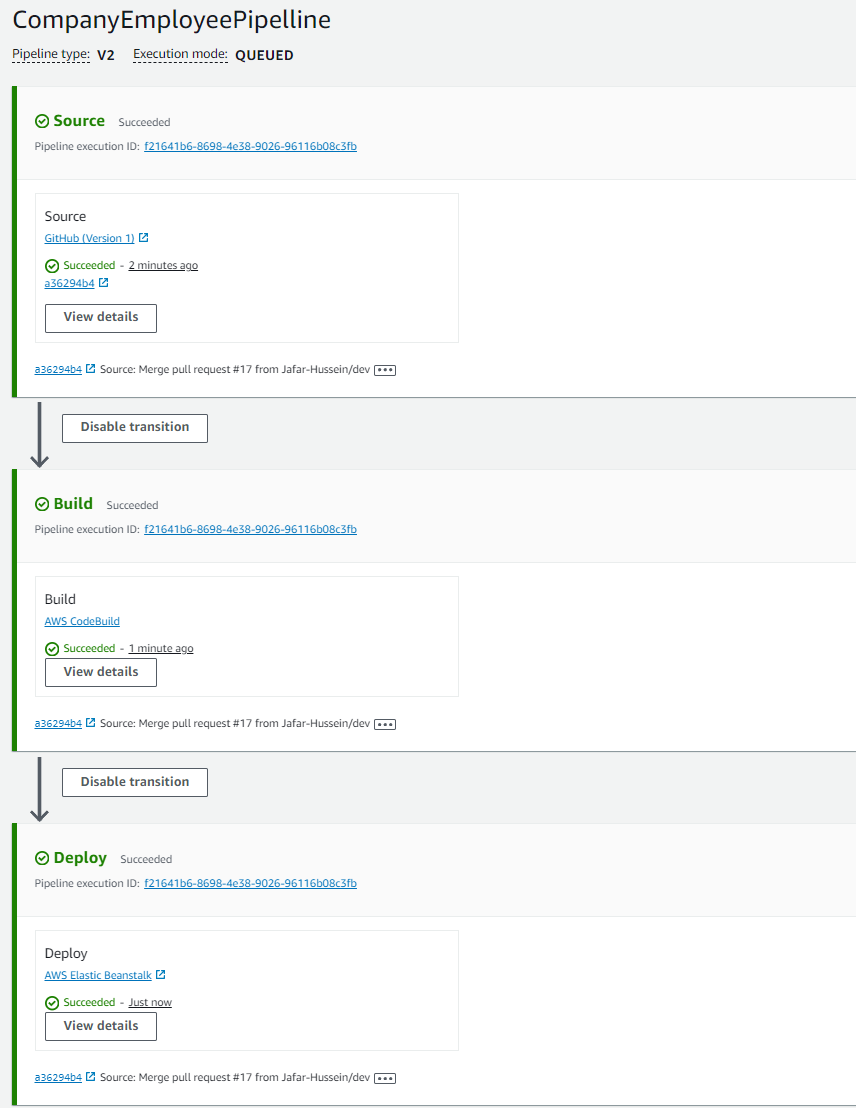 CompanyEmployeePipelline
Pipeline type: V2 Execution mode: QUEUED
Source Succeeded
Pipeline execution ID: f21641b6-8698-4e38-9026-96116b08c3fb
Source
GitHub (Version 1)
Succeeded - 2 minutes ago
a36294b4
View details
a36294b4 Source: Merge pull request #17 from Jafar-Hussein/dev
Disable transition
Build Succeeded
Pipeline execution ID: f21641b6-8698-4e38-9026-96116b08c3fb
Build
AWS CodeBuild
Succeeded - 1 minute ago
View details
a36294b4 Source: Merge pull request #17 from Jafar-Hussein/dev
Disable transition
Deploy Succeeded
Pipeline execution ID: f21641b6-8698-4e38-9026-96116b08c3fb
Deploy
AWS Elastic Beanstalk
Succeeded - Just now
View details
a36294b4 Source: Merge pull request #17 from Jafar-Hussein/dev